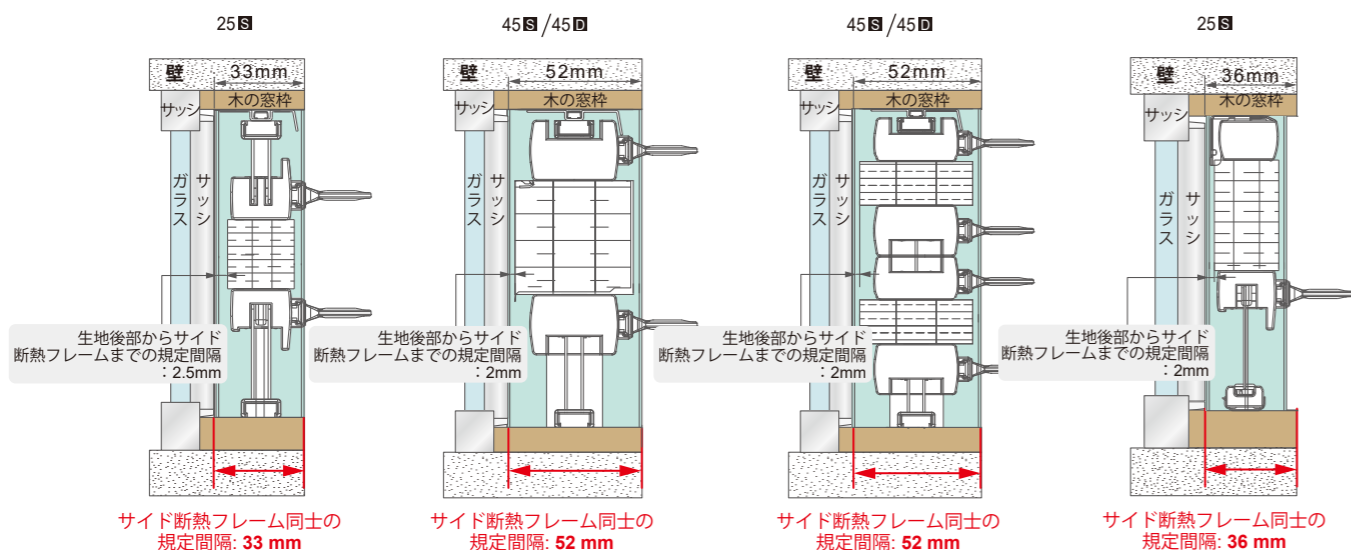 25S
壁
33mm
サッシ
木の窓枠
ガラス
サッシ
生地後部からサイド
断熱フレームまでの規定間隔
:2.5mm
サイド断熱フレーム同士の
規定間隔: 33 mm
45S/45D
壁
52mm
サッシ
木の窓枠
ガラス
サッシ
生地後部からサイド
断熱フレームまでの規定間隔
:2mm
サイド断熱フレーム同士の
規定間隔: 52 mm
45S/45D
壁
52mm
サッシ
木の窓枠
ガラス
サッシ
生地後部からサイド
断熱フレームまでの規定間隔
:2mm
サイド断熱フレーム同士の
規定間隔: 52 mm
25S
壁
36mm
サッシ
木の窓枠
ガラス
サッシ
生地後部からサイド
断熱フレームまでの規定間隔
:2mm
サイド断熱フレーム同士の
規定間隔: 36 mm